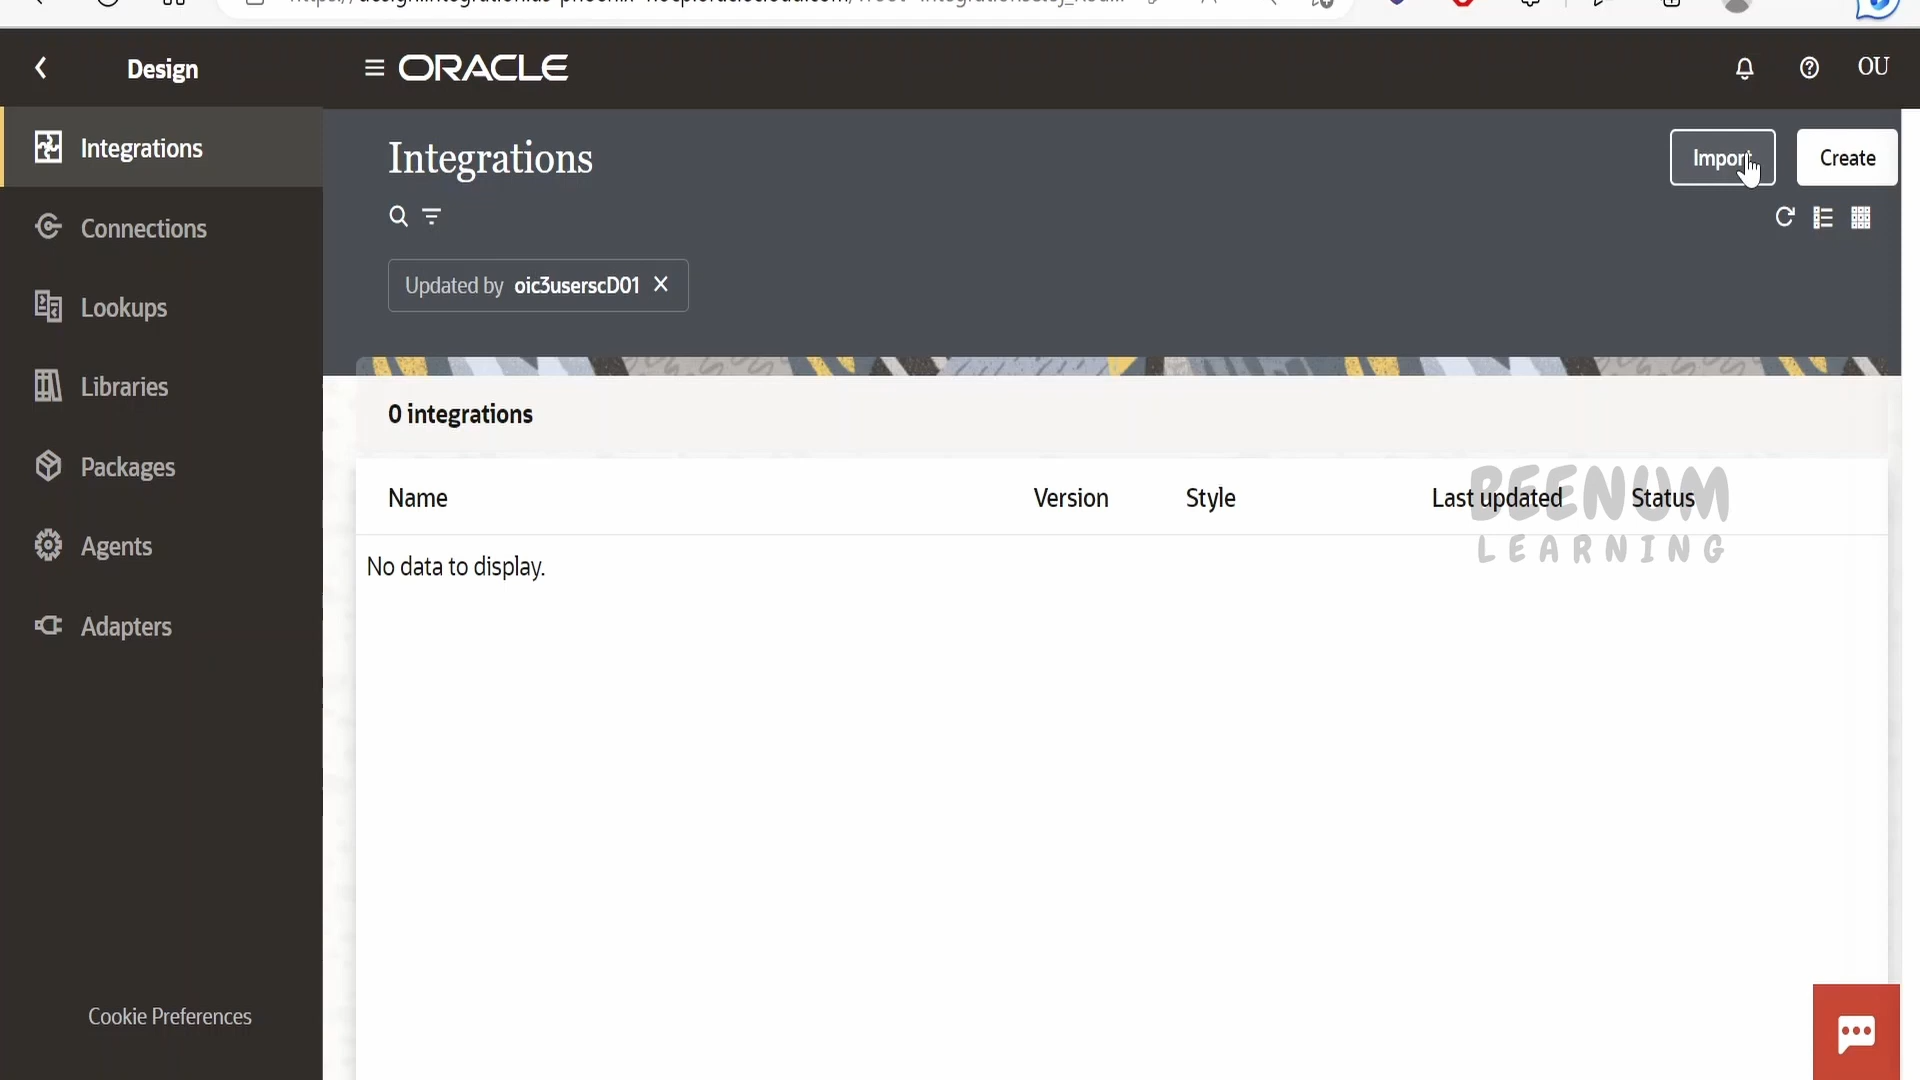 Design
ORACLE
OU
Integrations
Connections
Lookups
Libraries
Packages
Agents
Adapters
Cookie Preferences
Integrations
Import
Create
Updated by oic3userscD01
0 integrations
Name Version Style Last updated Status
No data to display.
BEENUM
LEARNING